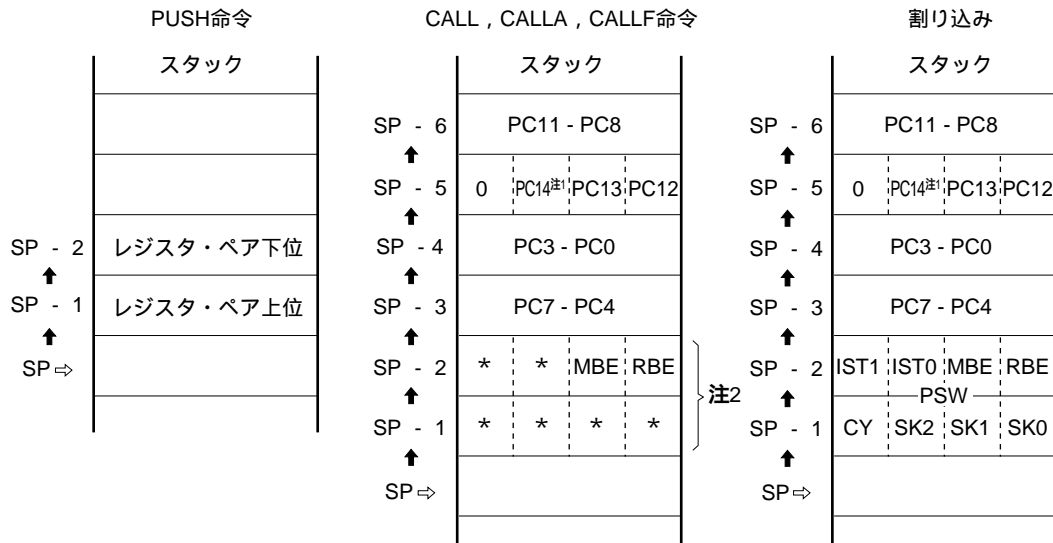 PUSH命令
CALL，CALLA，CALLF命令
割り込み
スタック
スタック
スタック
SP - 6 PC11 - PC8 SP - 6 PC11 - PC8
SP - 5 0 PC14注1 PC13 PC12 SP - 5 0 PC14注1 PC13 PC12
SP - 2 レジスタ・ペア下位 SP - 4 PC3 - PC0 SP - 4 PC3 - PC0
SP - 1 レジスタ・ペア上位 SP - 3 PC7 - PC4 SP - 3 PC7 - PC4
SP⇨ SP - 2 * * MBE RBE 注2 SP - 2 IST1 IST0 MBE RBE
PSW
SP - 1 * * * * SP - 1 CY SK2 SK1 SK0
SP⇨ SP⇨